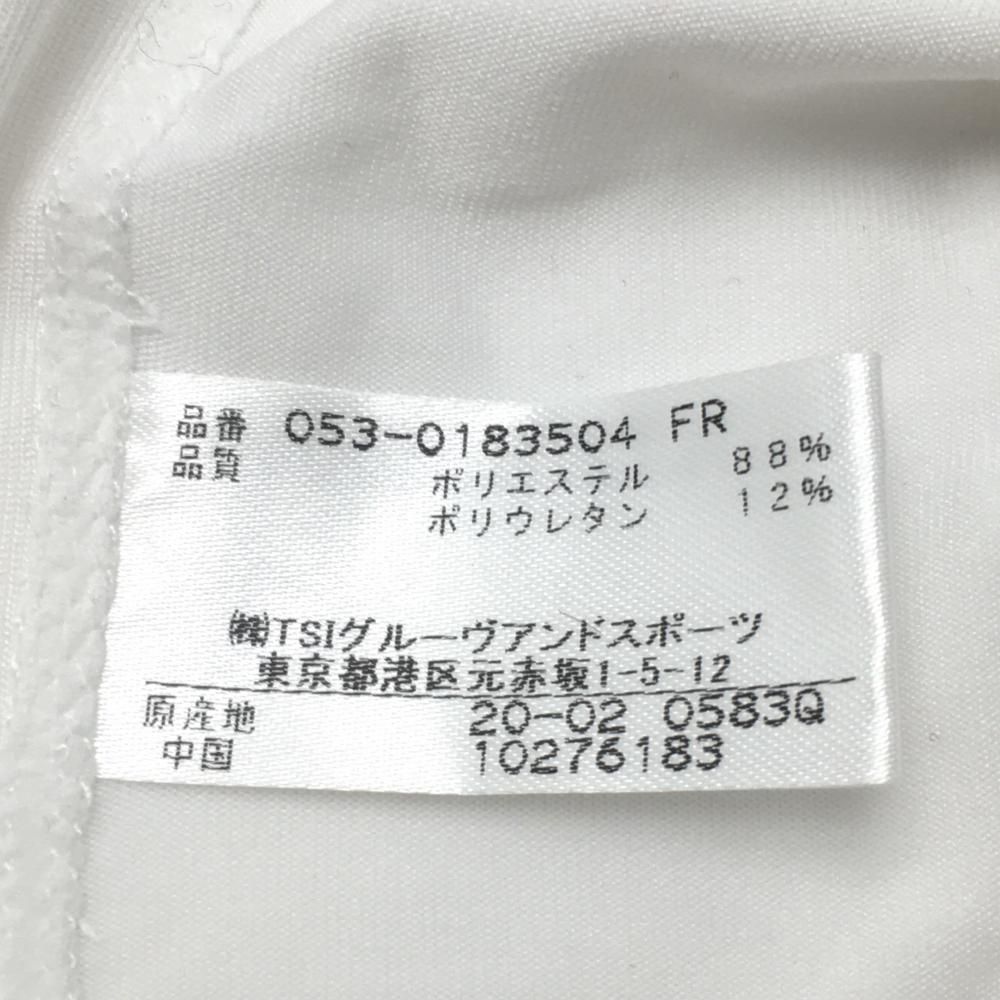 品番 053-0183504 FR
品質 ポリエステル 88%
ポリウレタン 12%
㈱TSIグルーヴアンドスポーツ
東京都港区元赤坂1-5-12
原産地 20-02 0583Q
中国 10276183